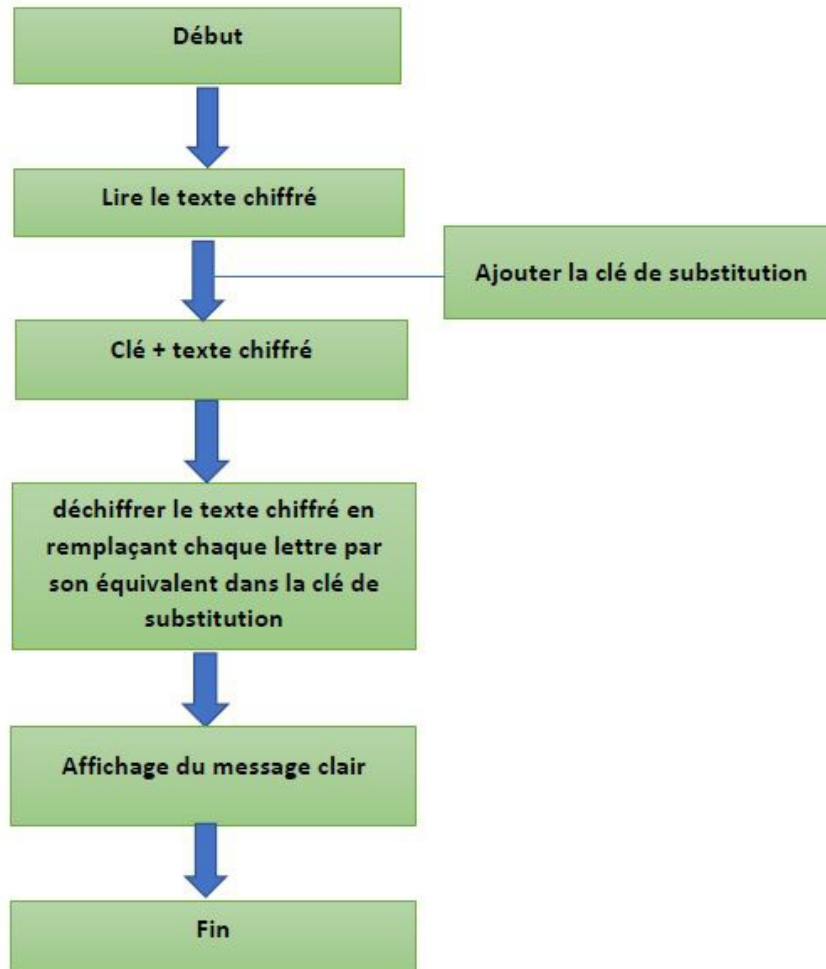 Début
Lire le texte chiffré
Ajouter la clé de substitution
Clé + texte chiffré
déchiffrer le texte chiffré en
remplaçant chaque lettre par
son équivalent dans la clé de
substitution
Affichage du message clair
Fin